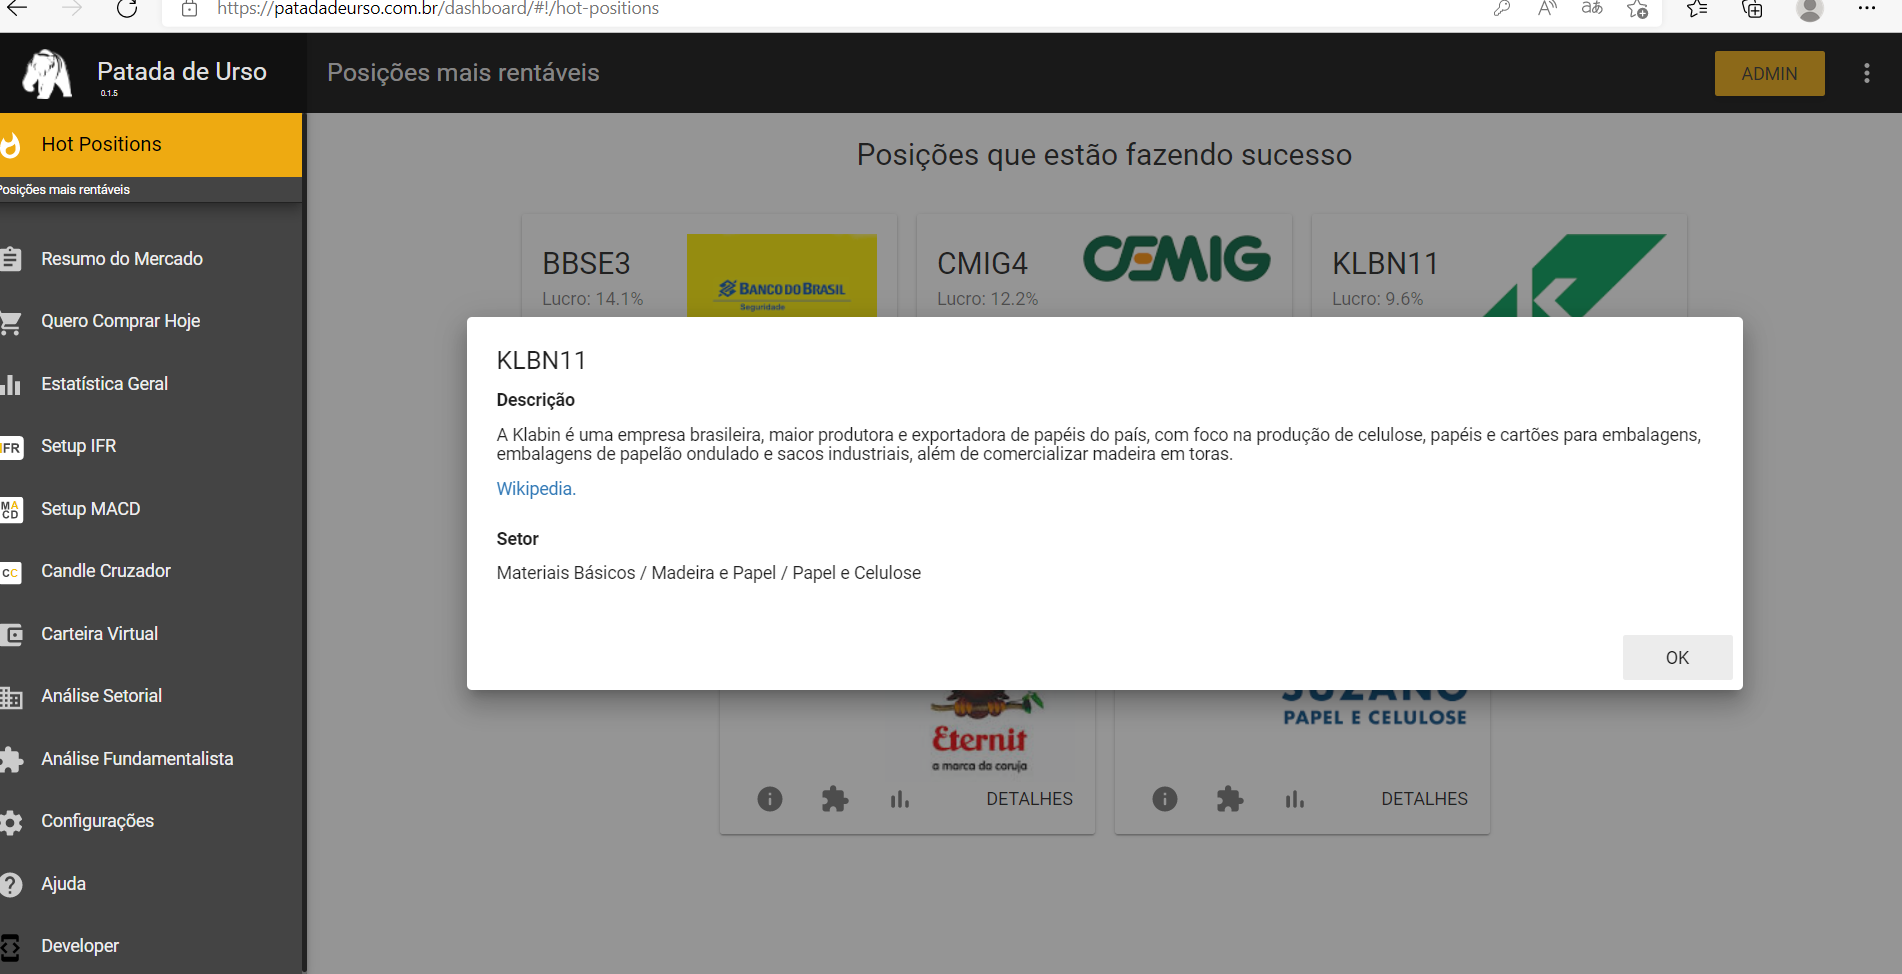 https://patadadeurso.com.br/dashboard/#!/hot-positions
Patada de Urso
0.1.5
Posições mais rentáveis
ADMIN
Hot Positions
Posições mais rentáveis
Resumo do Mercado
Quero Comprar Hoje
Estatística Geral
IFR
Setup IFR
MACD
Setup MACD
CC
Candle Cruzador
Carteira Virtual
Análise Setorial
Análise Fundamentalista
Configurações
Ajuda
Developer
Posições que estão fazendo sucesso
BBSE3
Lucro: 14.1%
BANCO DO BRASIL
Seguridade
CMIG4
Lucro: 12.2%
CEMIG
KLBN11
Lucro: 9.6%
KLBN11
Descrição
A Klabin é uma empresa brasileira, maior produtora e exportadora de papéis do país, com foco na produção de celulose, papéis e cartões para embalagens,
embalagens de papelão ondulado e sacos industriais, além de comercializar madeira em toras.
Wikipedia.
Setor
Materiais Básicos / Madeira e Papel / Papel e Celulose
OK
Eternit
a marca da coruja
DETALHES
SUZANO
PAPEL E CELULOSE
DETALHES